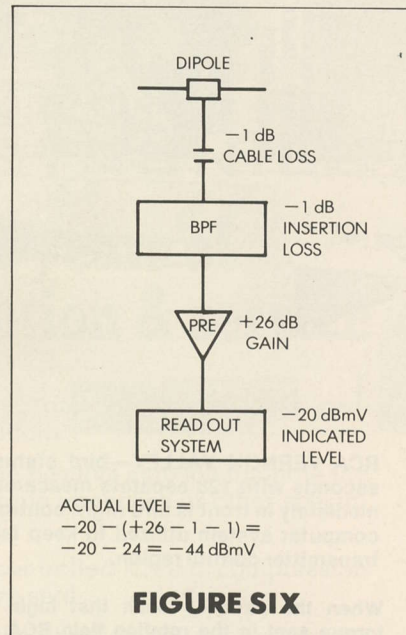 DIPOLE
−1 dB
CABLE LOSS
BPF
−1 dB
INSERTION
LOSS
PRE
+26 dB
GAIN
READ OUT
SYSTEM
−20 dBmV
INDICATED
LEVEL
ACTUAL LEVEL =
−20 − (+26 − 1 − 1) =
−20 − 24 = −44 dBmV
FIGURE SIX